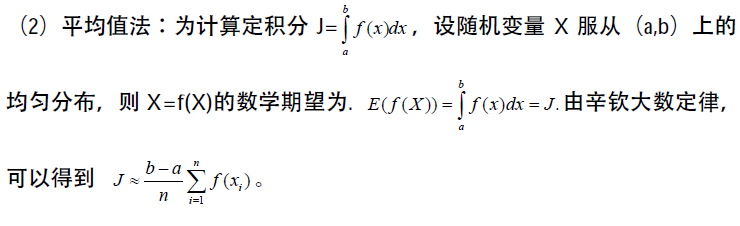 (2) 平均值法：为计算定积分 J=∫_a^b f(x)dx，设随机变量 X 服从 (a,b) 上的
均匀分布，则 X=f(X)的数学期望为. E(f(X))=∫_a^b f(x)dx=J.由辛钦大数定律,
可以得到 J≈\frac{b-a}{n}∑_{i=1}^n f(x_i)。